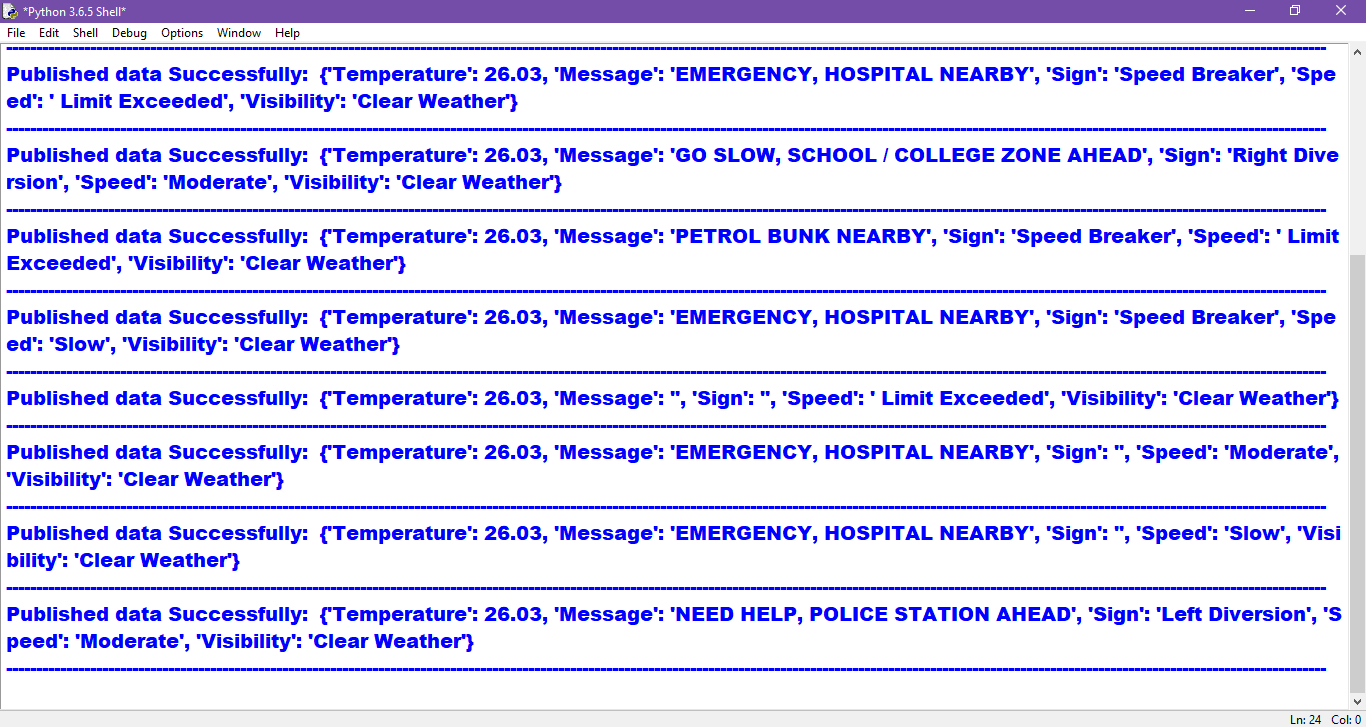 *Python 3.6.5 Shell*
File Edit Shell Debug Options Window Help
Published data Successfully:  {'Temperature': 26.03, 'Message': 'EMERGENCY, HOSPITAL NEARBY', 'Sign': 'Speed Breaker', 'Spe
ed': ' Limit Exceeded', 'Visibility': 'Clear Weather'}
Published data Successfully:  {'Temperature': 26.03, 'Message': 'GO SLOW, SCHOOL / COLLEGE ZONE AHEAD', 'Sign': 'Right Dive
rsion', 'Speed': 'Moderate', 'Visibility': 'Clear Weather'}
Published data Successfully:  {'Temperature': 26.03, 'Message': 'PETROL BUNK NEARBY', 'Sign': 'Speed Breaker', 'Speed': ' Limit
Exceeded', 'Visibility': 'Clear Weather'}
Published data Successfully:  {'Temperature': 26.03, 'Message': 'EMERGENCY, HOSPITAL NEARBY', 'Sign': 'Speed Breaker', 'Spe
ed': 'Slow', 'Visibility': 'Clear Weather'}
Published data Successfully:  {'Temperature': 26.03, 'Message': '', 'Sign': '', 'Speed': ' Limit Exceeded', 'Visibility': 'Clear Weather'}
Published data Successfully:  {'Temperature': 26.03, 'Message': 'EMERGENCY, HOSPITAL NEARBY', 'Sign': '', 'Speed': 'Moderate',
'Visibility': 'Clear Weather'}
Published data Successfully:  {'Temperature': 26.03, 'Message': 'EMERGENCY, HOSPITAL NEARBY', 'Sign': '', 'Speed': 'Slow', 'Visi
bility': 'Clear Weather'}
Published data Successfully:  {'Temperature': 26.03, 'Message': 'NEED HELP, POLICE STATION AHEAD', 'Sign': 'Left Diversion', 'S
peed': 'Moderate', 'Visibility': 'Clear Weather'}
Ln: 24 Col: 0